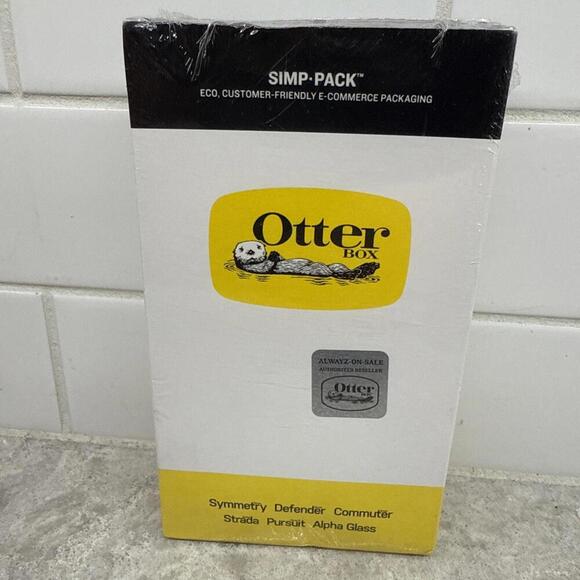 SIMP·PACK™
ECO, CUSTOMER-FRIENDLY E-COMMERCE PACKAGING
Otter
BOX
ALWAYZ-ON-SALE
AUTHORIZED RESELLER
Otter
BOX
Symmetry Defender Commuter
Strada Pursuit Alpha Glass